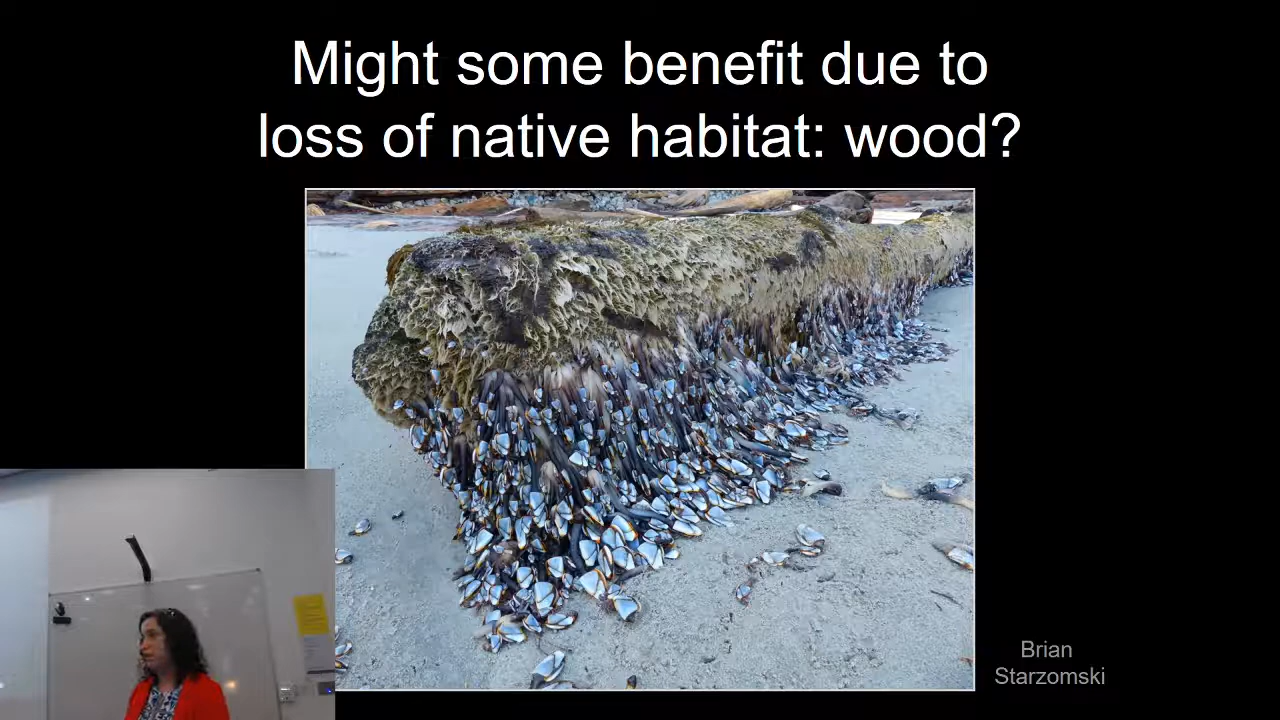 Might some benefit due to
loss of native habitat: wood?
Brian
Starzomski